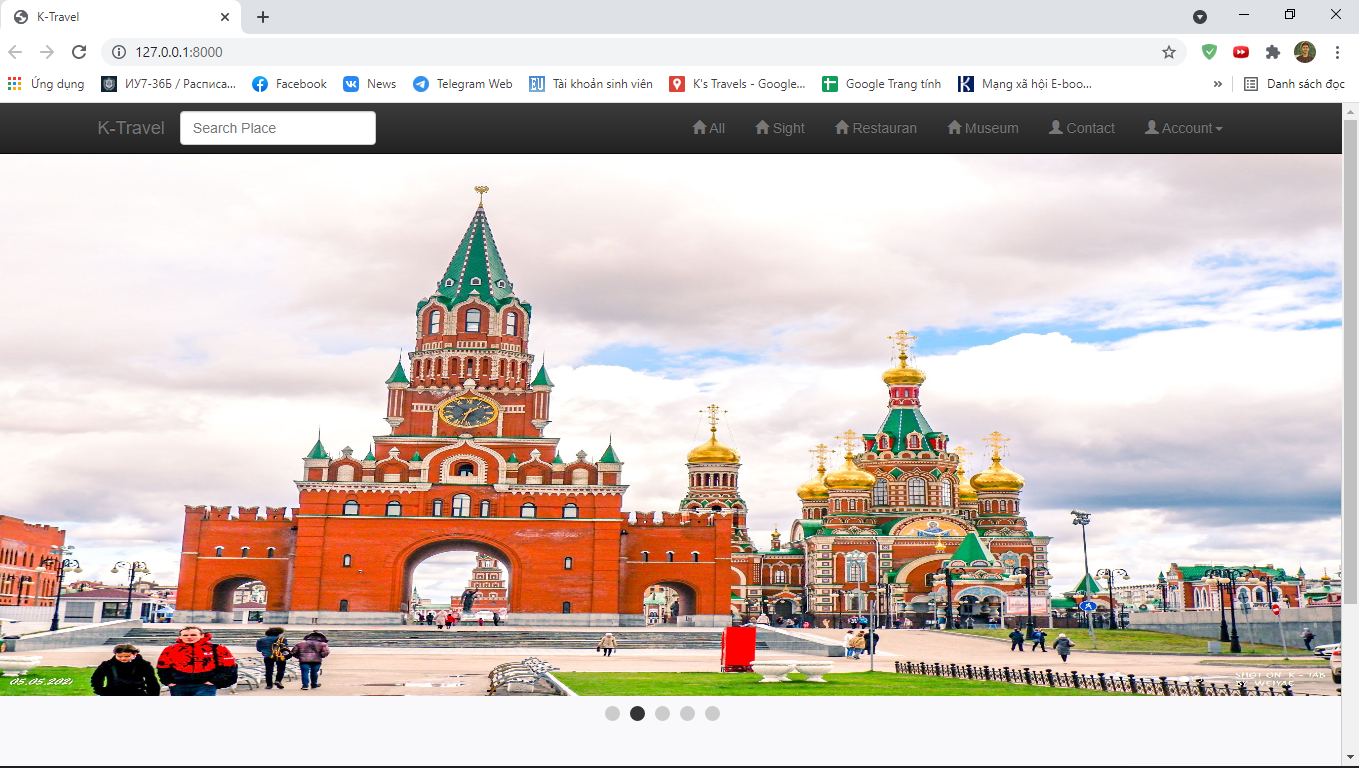 K-Travel
127.0.0.1:8000
Ứng dụng ИУ7-36Б / Расписа... Facebook News Telegram Web Tài khoản sinh viên K's Travels - Google... Google Trang tính Mạng xã hội E-boo... » Danh sách đọc
K-Travel Search Place All Sight Restauran Museum Contact Account
05.05.2021
SHOT ON K - TAB